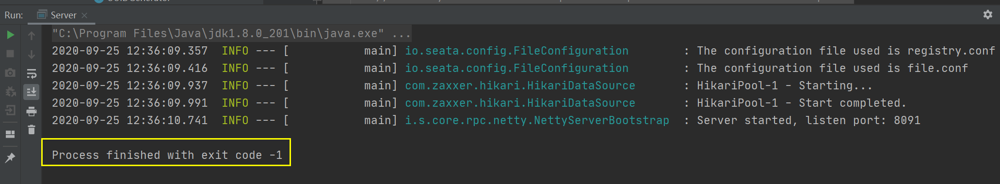 Run: Server
"C:\Program Files\Java\jdk1.8.0_201\bin\java.exe" ...
2020-09-25 12:36:09.357  INFO --- [           main] io.seata.config.FileConfiguration        : The configuration file used is registry.conf
2020-09-25 12:36:09.416  INFO --- [           main] io.seata.config.FileConfiguration        : The configuration file used is file.conf
2020-09-25 12:36:09.937  INFO --- [           main] com.zaxxer.hikari.HikariDataSource       : HikariPool-1 - Starting...
2020-09-25 12:36:09.991  INFO --- [           main] com.zaxxer.hikari.HikariDataSource       : HikariPool-1 - Start completed.
2020-09-25 12:36:10.741  INFO --- [           main] i.s.core.rpc.netty.NettyServerBootstrap  : Server started, listen port: 8091
Process finished with exit code -1